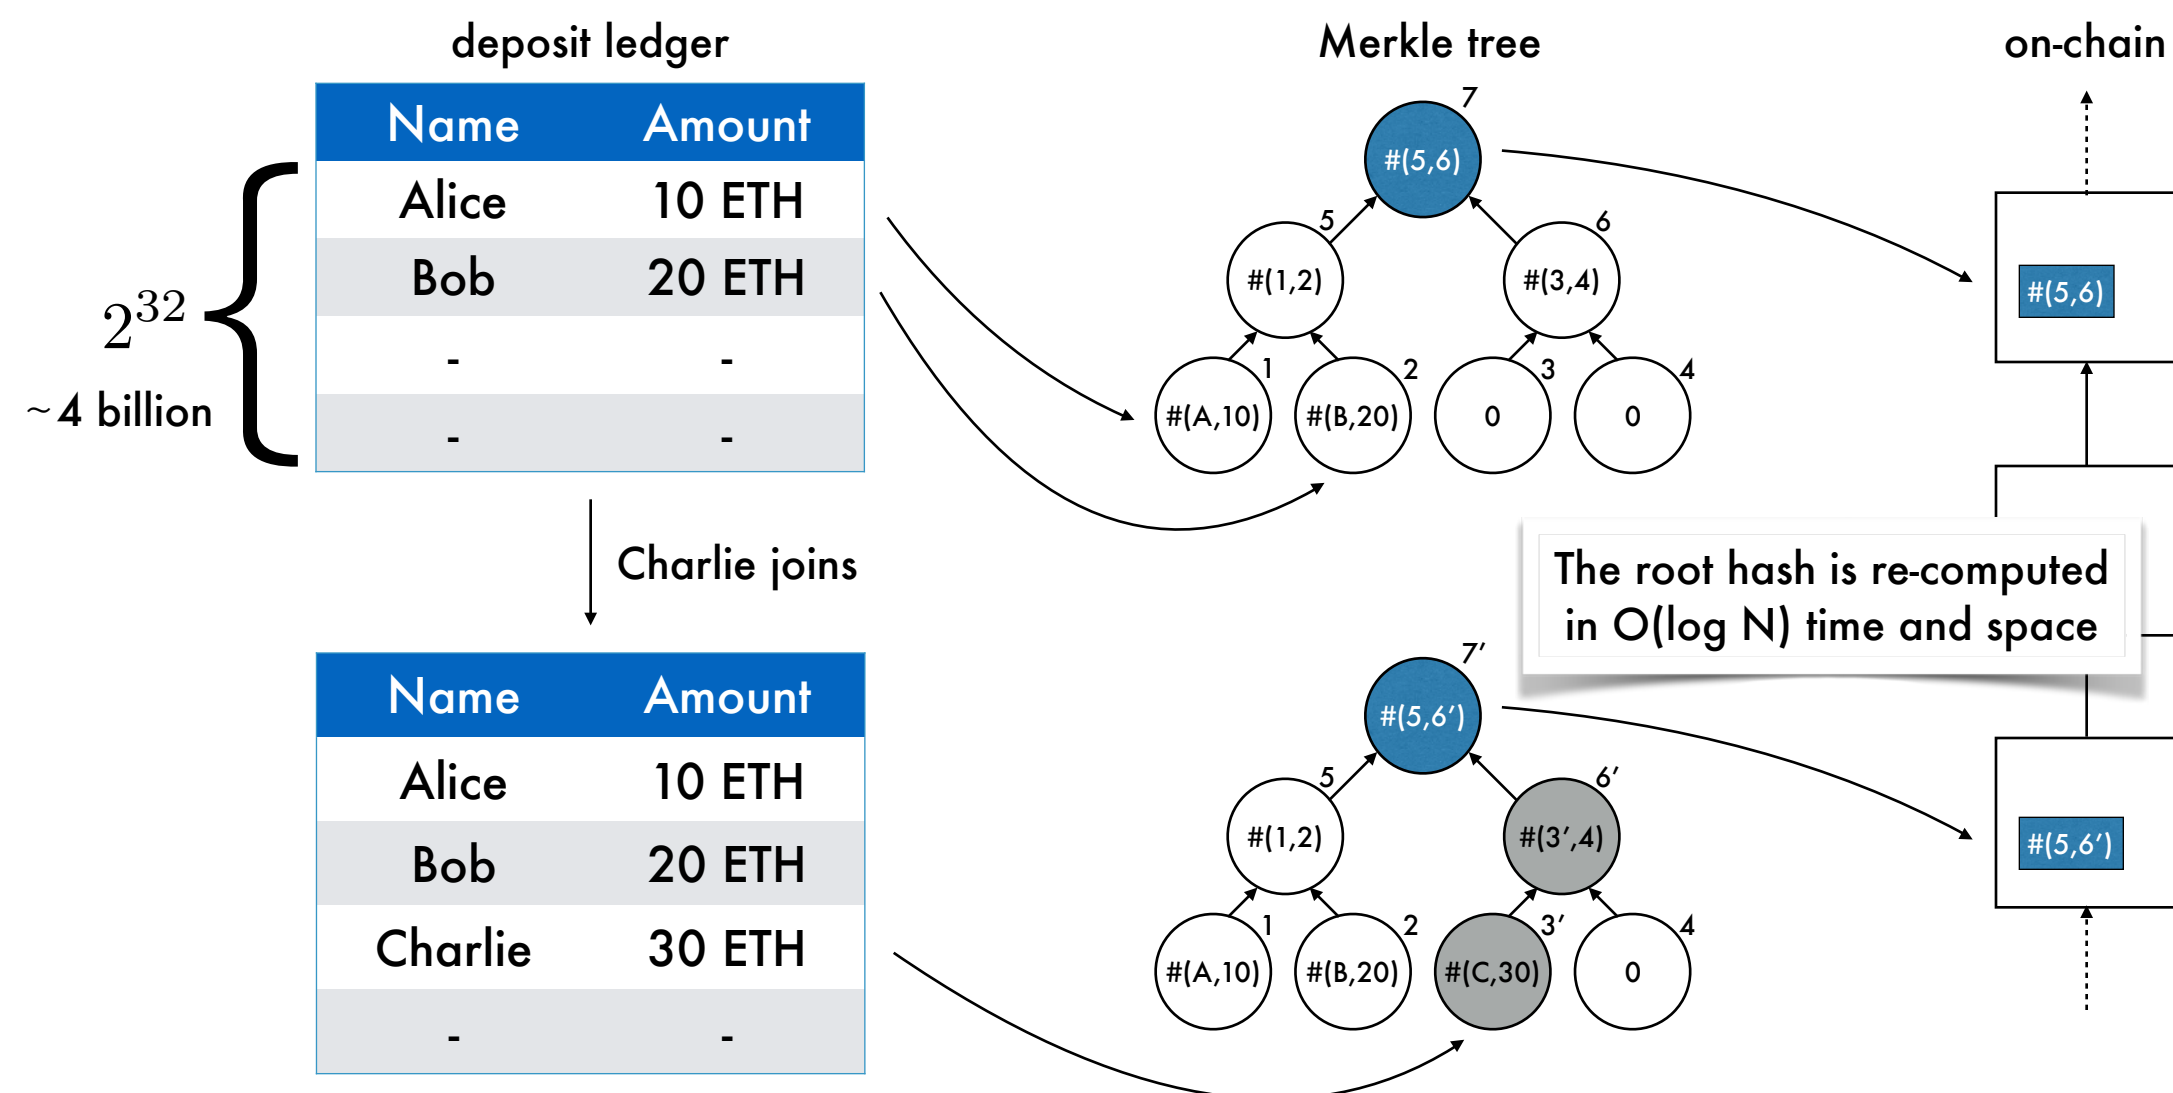 deposit ledger
Merkle tree
on-chain
Name Amount
Alice 10 ETH
Bob 20 ETH
- -
- -
2^32
~4 billion
7
#(5,6)
5
6
#(1,2)
#(3,4)
1
2
3
4
#(A,10)
#(B,20)
0
0
#(5,6)
Charlie joins
The root hash is re-computed
in O(log N) time and space
Name Amount
Alice 10 ETH
Bob 20 ETH
Charlie 30 ETH
- -
7′
#(5,6′)
5
6′
#(1,2)
#(3′,4)
1
2
3′
4
#(A,10)
#(B,20)
#(C,30)
0
#(5,6′)